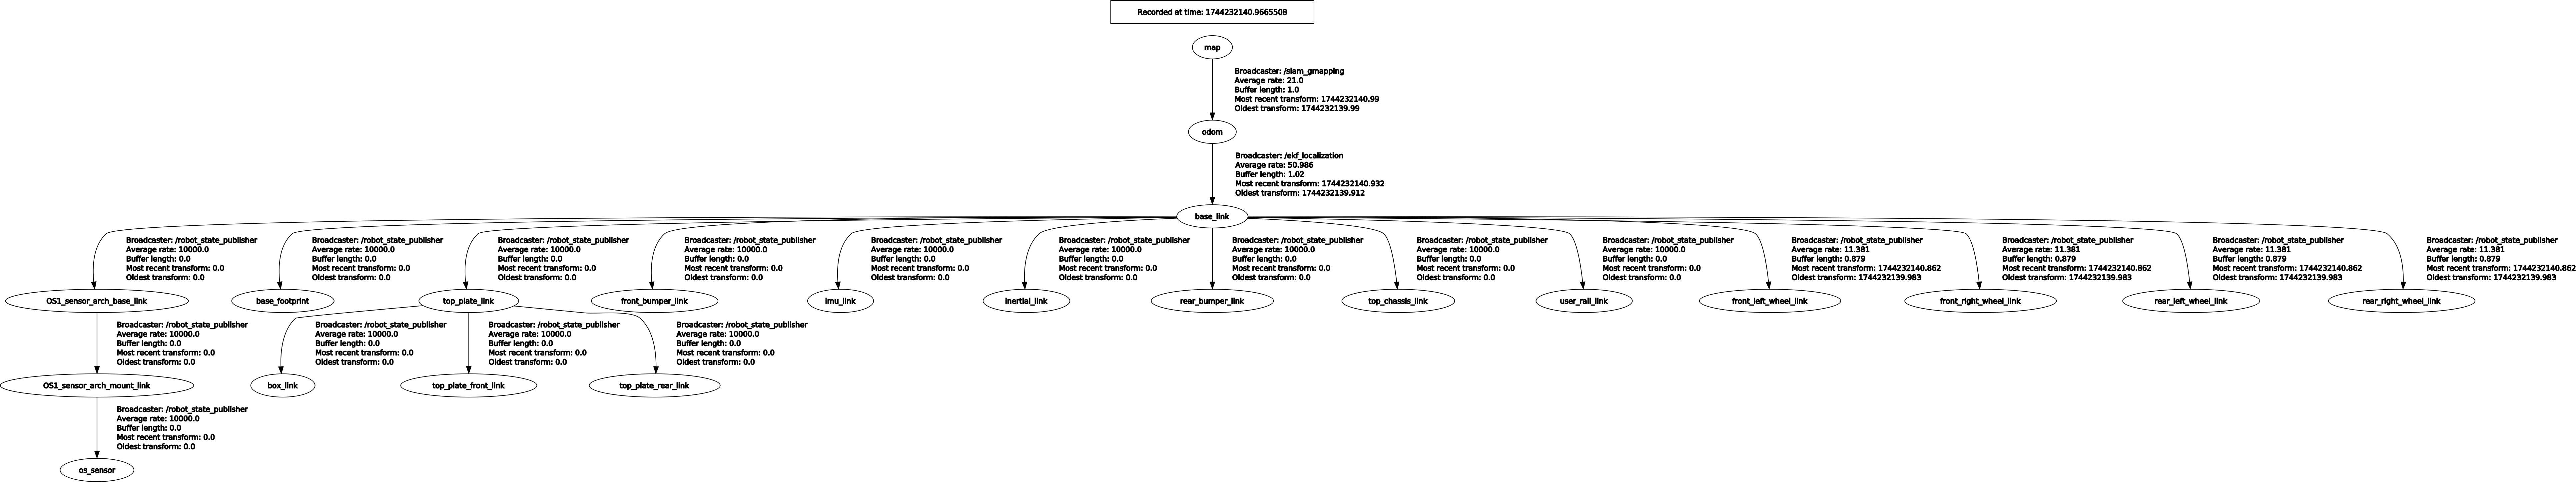 Recorded at time: 1744232140.9665508
map
Broadcaster: /slam_gmapping
Average rate: 21.0
Buffer length: 1.0
Most recent transform: 1744232140.99
Oldest transform: 1744232139.99
odom
Broadcaster: /ekf_localization
Average rate: 50.986
Buffer length: 1.02
Most recent transform: 1744232140.932
Oldest transform: 1744232139.912
base_link
Broadcaster: /robot_state_publisher
Average rate: 10000.0
Buffer length: 0.0
Most recent transform: 0.0
Oldest transform: 0.0
Broadcaster: /robot_state_publisher
Average rate: 10000.0
Buffer length: 0.0
Most recent transform: 0.0
Oldest transform: 0.0
Broadcaster: /robot_state_publisher
Average rate: 10000.0
Buffer length: 0.0
Most recent transform: 0.0
Oldest transform: 0.0
Broadcaster: /robot_state_publisher
Average rate: 10000.0
Buffer length: 0.0
Most recent transform: 0.0
Oldest transform: 0.0
Broadcaster: /robot_state_publisher
Average rate: 10000.0
Buffer length: 0.0
Most recent transform: 0.0
Oldest transform: 0.0
Broadcaster: /robot_state_publisher
Average rate: 10000.0
Buffer length: 0.0
Most recent transform: 0.0
Oldest transform: 0.0
Broadcaster: /robot_state_publisher
Average rate: 10000.0
Buffer length: 0.0
Most recent transform: 0.0
Oldest transform: 0.0
Broadcaster: /robot_state_publisher
Average rate: 10000.0
Buffer length: 0.0
Most recent transform: 0.0
Oldest transform: 0.0
Broadcaster: /robot_state_publisher
Average rate: 10000.0
Buffer length: 0.0
Most recent transform: 0.0
Oldest transform: 0.0
Broadcaster: /robot_state_publisher
Average rate: 11.381
Buffer length: 0.879
Most recent transform: 1744232140.862
Oldest transform: 1744232139.983
Broadcaster: /robot_state_publisher
Average rate: 11.381
Buffer length: 0.879
Most recent transform: 1744232140.862
Oldest transform: 1744232139.983
Broadcaster: /robot_state_publisher
Average rate: 11.381
Buffer length: 0.879
Most recent transform: 1744232140.862
Oldest transform: 1744232139.983
Broadcaster: /robot_state_publisher
Average rate: 11.381
Buffer length: 0.879
Most recent transform: 1744232140.862
Oldest transform: 1744232139.983
OS1_sensor_arch_base_link
base_footprint
top_plate_link
front_bumper_link
imu_link
inertial_link
rear_bumper_link
top_chassis_link
user_rail_link
front_left_wheel_link
front_right_wheel_link
rear_left_wheel_link
rear_right_wheel_link
Broadcaster: /robot_state_publisher
Average rate: 10000.0
Buffer length: 0.0
Most recent transform: 0.0
Oldest transform: 0.0
Broadcaster: /robot_state_publisher
Average rate: 10000.0
Buffer length: 0.0
Most recent transform: 0.0
Oldest transform: 0.0
Broadcaster: /robot_state_publisher
Average rate: 10000.0
Buffer length: 0.0
Most recent transform: 0.0
Oldest transform: 0.0
Broadcaster: /robot_state_publisher
Average rate: 10000.0
Buffer length: 0.0
Most recent transform: 0.0
Oldest transform: 0.0
OS1_sensor_arch_mount_link
box_link
top_plate_front_link
top_plate_rear_link
Broadcaster: /robot_state_publisher
Average rate: 10000.0
Buffer length: 0.0
Most recent transform: 0.0
Oldest transform: 0.0
os_sensor